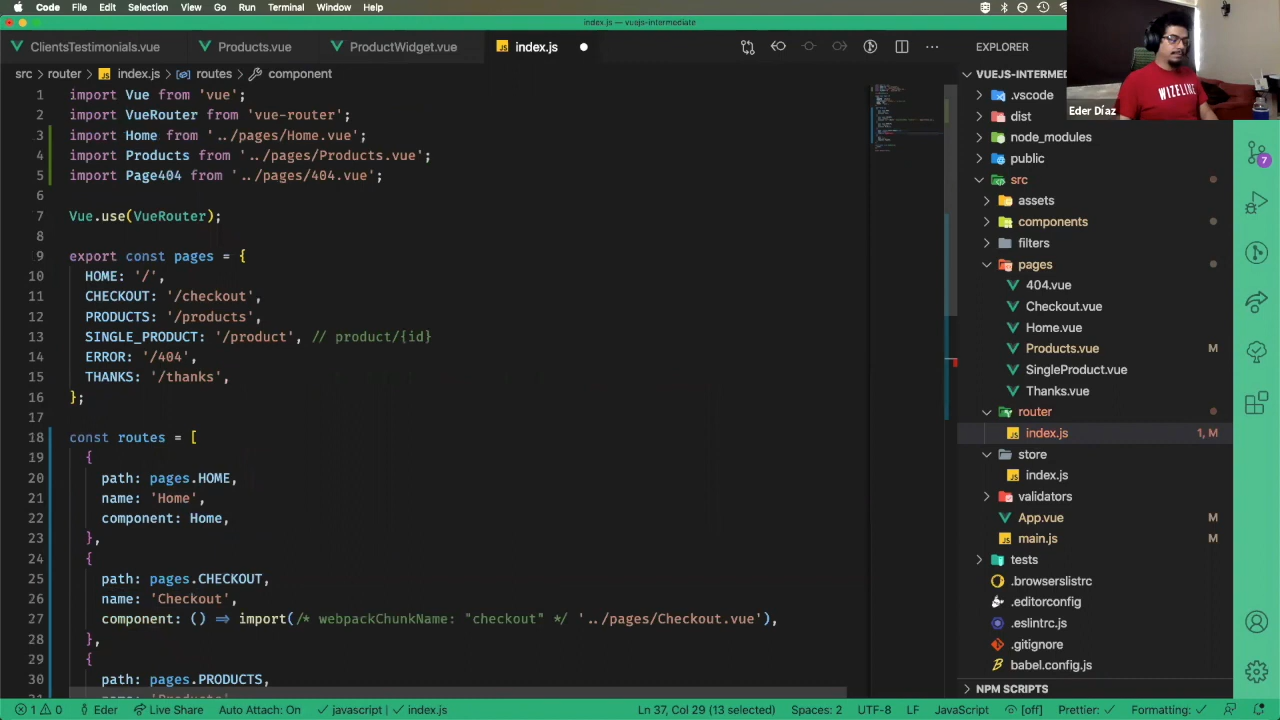 Code File Edit Selection View Go Run Terminal Window Help
index.js — vuejs-intermediate
ClientsTestimonials.vue Products.vue ProductWidget.vue index.js
src router index.js routes component
1 import Vue from 'vue';
2 import VueRouter from 'vue-router';
3 import Home from '../pages/Home.vue';
4 import Products from '../pages/Products.vue';
5 import Page404 from '../pages/404.vue';
6
7 Vue.use(VueRouter);
8
9 export const pages = {
10 HOME: '/',
11 CHECKOUT: '/checkout',
12 PRODUCTS: '/products',
13 SINGLE_PRODUCT: '/product', // product/{id}
14 ERROR: '/404',
15 THANKS: '/thanks',
16 };
17
18 const routes = [
19 {
20 path: pages.HOME,
21 name: 'Home',
22 component: Home,
23 },
24 {
25 path: pages.CHECKOUT,
26 name: 'Checkout',
27 component: () => import(/* webpackChunkName: "checkout" */ '../pages/Checkout.vue'),
28 },
29 {
30 path: pages.PRODUCTS,
EXPLORER
VUEJS-INTERM
.vscode
dist
node_modules
public
src
assets
components
filters
pages
404.vue
Checkout.vue
Home.vue
Products.vue M
SingleProduct.vue
Thanks.vue
router
index.js 1, M
store
index.js
validators
App.vue M
main.js M
tests
.browserslistrc
.editorconfig
.eslintrc.js
.gitignore
babel.config.js
NPM SCRIPTS
WIZELINE
Eder Díaz
7
1 0 Eder Live Share Auto Attach: On javascript | index.js Ln 37, Col 29 (13 selected) Spaces: 2 UTF-8 LF JavaScript [off] Prettier: Formatting: